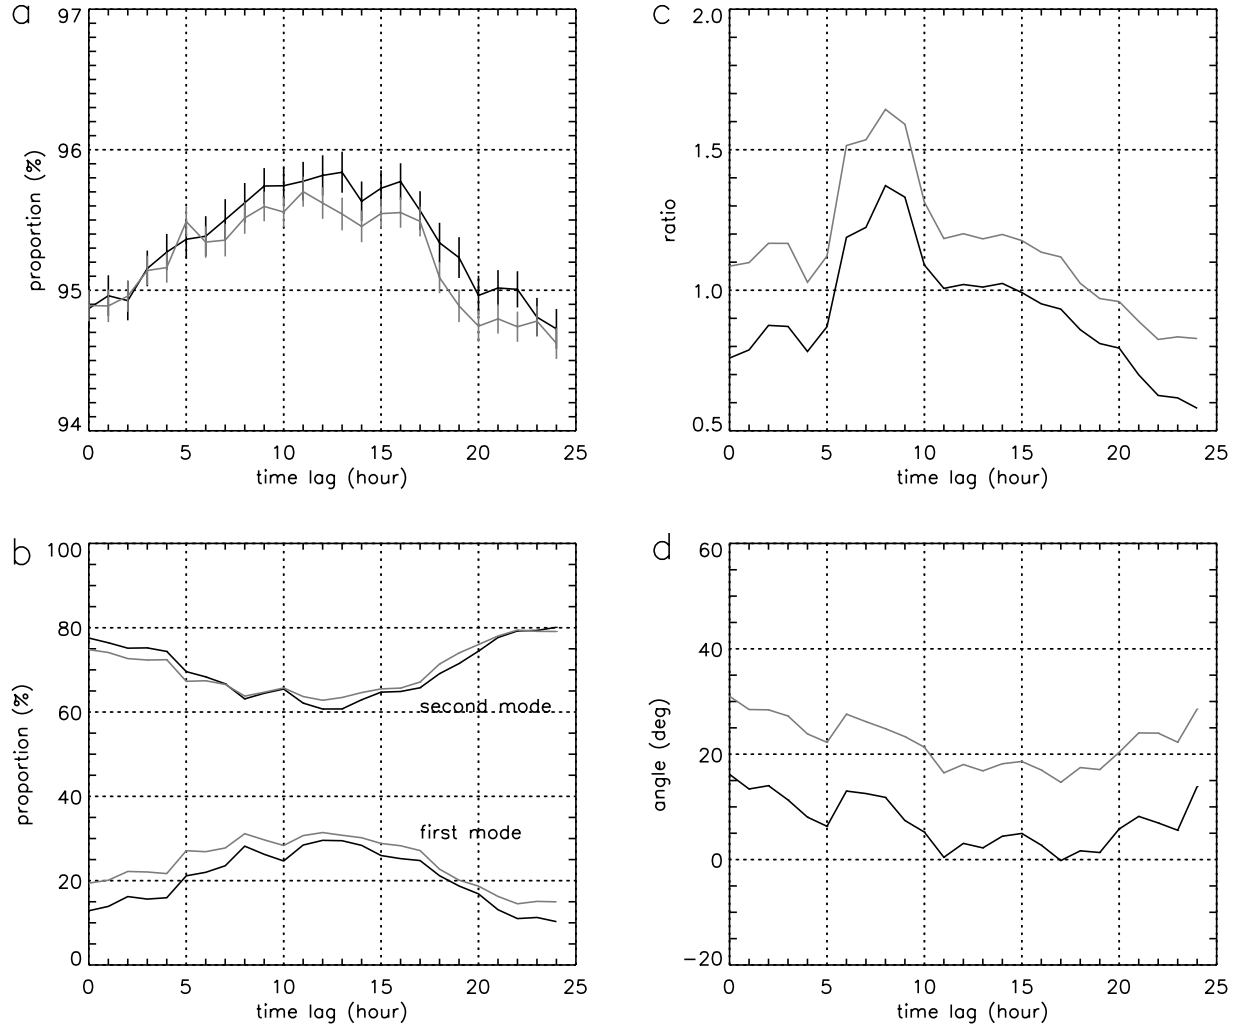 a
97
96
95
94
proportion (%)
0 5 10 15 20 25
time lag (hour)
c
2.0
1.5
1.0
0.5
ratio
0 5 10 15 20 25
time lag (hour)
b
100
80
60
40
20
0
proportion (%)
second mode
first mode
0 5 10 15 20 25
time lag (hour)
d
60
40
20
0
−20
angle (deg)
0 5 10 15 20 25
time lag (hour)